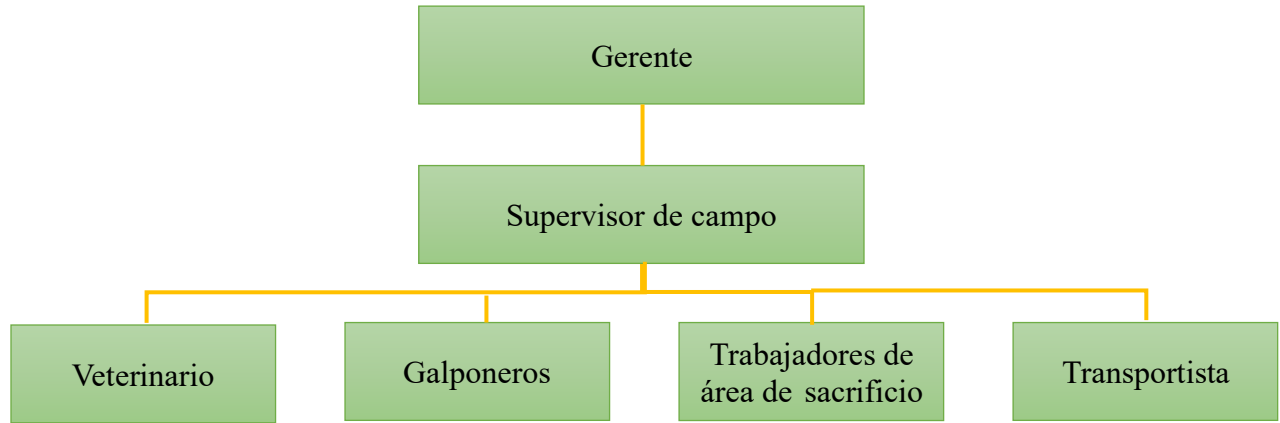 Gerente
Supervisor de campo
Veterinario
Galponeros
Trabajadores de
área de sacrificio
Transportista